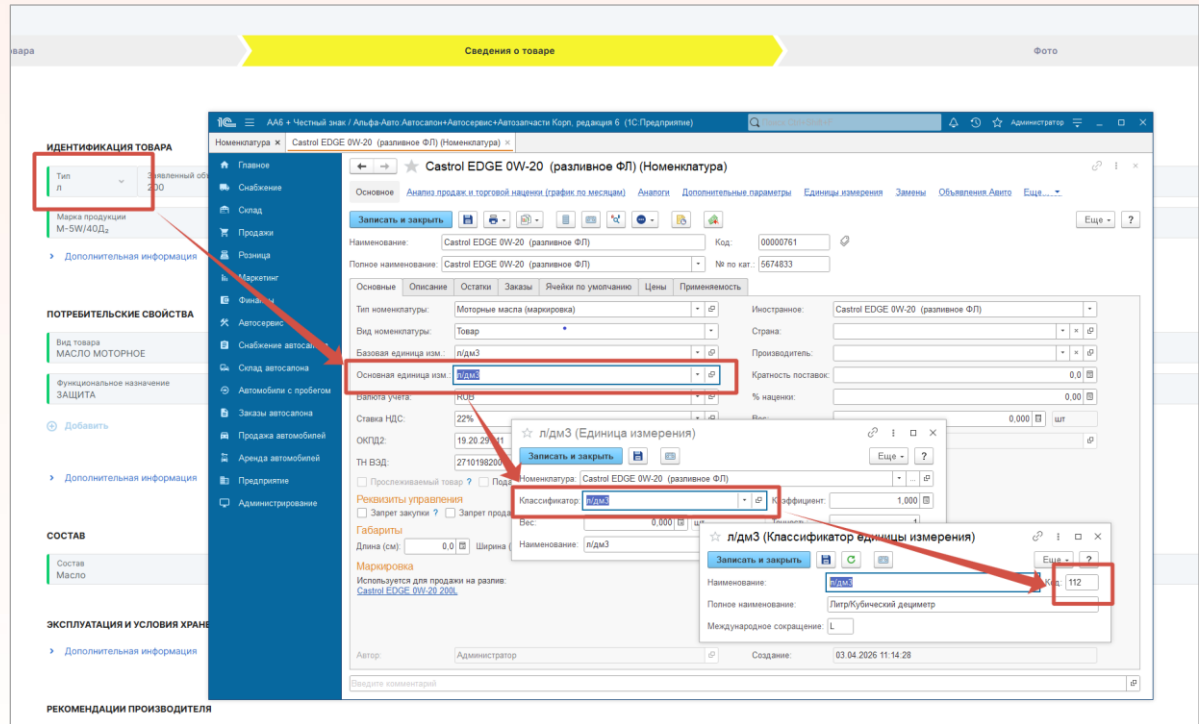 овара
Сведения о товаре
Фото
ИДЕНТИФИКАЦИЯ ТОВАРА
Тип
л
Заявленный объ
200
Марка продукции
М-5W/40Д₂
Дополнительная информация
ПОТРЕБИТЕЛЬСКИЕ СВОЙСТВА
Вид товара
МАСЛО МОТОРНОЕ
Функциональное назначение
ЗАЩИТА
Добавить
Дополнительная информация
СОСТАВ
Состав
Масло
ЭКСПЛУАТАЦИЯ И УСЛОВИЯ ХРАНЕ
Дополнительная информация
РЕКОМЕНДАЦИИ ПРОИЗВОДИТЕЛЯ
АА6 + Честный знак / Альфа-Авто:Автосалон+Автосервис+Автозапчасти Корп, редакция 6 (1С:Предприятие)
Администратор
Номенклатура ×
Castrol EDGE 0W-20 (разливное ФЛ) (Номенклатура) ×
Главное
Снабжение
Склад
Продажи
Розница
Маркетинг
Финансы
Автосервис
Снабжение автосалона
Склад автосалона
Автомобили с пробегом
Заказы автосалона
Продажа автомобилей
Аренда автомобилей
Предприятие
Администрирование
Castrol EDGE 0W-20 (разливное ФЛ) (Номенклатура)
Основное Анализ продаж и торговой наценки (график по месяцам) Аналоги Дополнительные параметры Единицы измерения Замены Объявления Авито Еще...
Записать и закрыть Еще ?
Наименование: Castrol EDGE 0W-20 (разливное ФЛ) Код: 00000761
Полное наименование: Castrol EDGE 0W-20 (разливное ФЛ) № по кат.: 5674833
Основные Описание Остатки Заказы Ячейки по умолчанию Цены Применяемость
Тип номенклатуры: Моторные масла (маркировка) Иностранное: Castrol EDGE 0W-20 (разливное ФЛ)
Вид номенклатуры: Товар Страна:
Базовая единица изм.: л/дм3 Производитель:
Основная единица изм.: л/дм3 Кратность поставок: 0,0
Валюта учета: RUB % наценки: 0,00
Ставка НДС: 22% Вес: 0,000 шт
ОКПД2: 19.20.29
ТН ВЭД: 2710198200
Прослеживаемый товар ? Пода
Реквизиты управления
Запрет закупки ? Запрет прода
Габариты
Длина (см): 0,0 Ширина (
Маркировка
Используется для продажи на разлив:
Castrol EDGE 0W-20 200L
Автор: Администратор Создание: 03.04.2026 11:14:28
Введите комментарий
л/дм3 (Единица измерения)
Записать и закрыть Еще ?
Номенклатура: Castrol EDGE 0W-20 (разливное ФЛ)
Классификатор: л/дм3 Коэффициент: 1,000
Вес: 0,000 шт
Наименование: л/дм3
л/дм3 (Классификатор единицы измерения)
Записать и закрыть Еще ?
Наименование: л/дм3 Код: 112
Полное наименование: Литр/Кубический дециметр
Международное сокращение: L